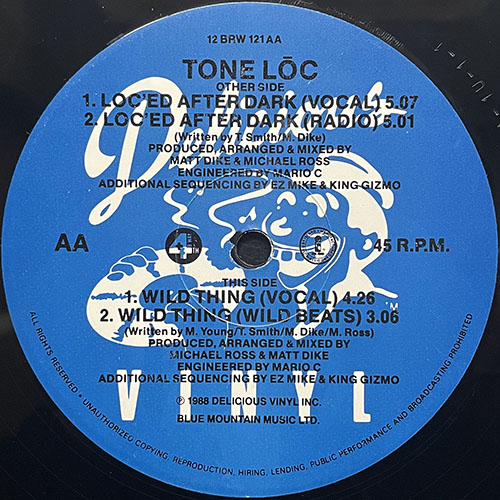 12 BRW 121 AA
TONE LŌC
OTHER SIDE
1. LOC'ED AFTER DARK (VOCAL) 5.07
2. LOC'ED AFTER DARK (RADIO) 5.01
(Written by T. Smith/M. Dike)
PRODUCED, ARRANGED & MIXED BY
MATT DIKE & MICHAEL ROSS
ENGINEERED BY MARIO C
ADDITIONAL SEQUENCING BY EZ MIKE & KING GIZMO
AA
4
45 R.P.M.
THIS SIDE
1. WILD THING (VOCAL) 4.26
2. WILD THING (WILD BEATS) 3.06
(Written by M. Young/T. Smith/M. Dike/M. Ross)
PRODUCED, ARRANGED & MIXED BY
MICHAEL ROSS & MATT DIKE
ENGINEERED BY MARIO C
ADDITIONAL SEQUENCING BY EZ MIKE & KING GIZMO
VINYL
℗ 1988 DELICIOUS VINYL INC.
BLUE MOUNTAIN MUSIC LTD.
ALL RIGHTS RESERVED • UNAUTHORIZED COPYING, REPRODUCTION, HIRING, LENDING, PUBLIC PERFORMANCE AND BROADCASTING PROHIBITED